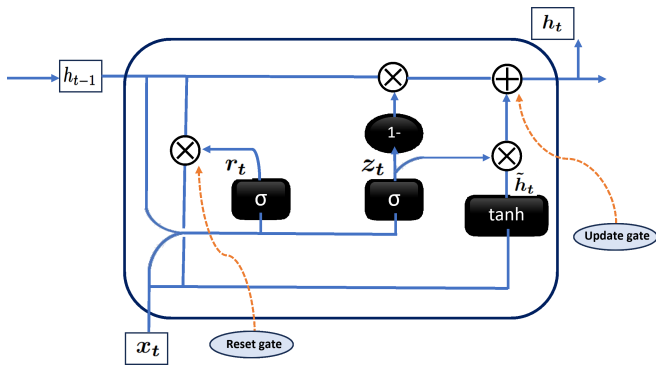 h_t
h_{t-1}
1-
r_t
z_t
σ
σ
h̃_t
tanh
Update gate
Reset gate
x_t